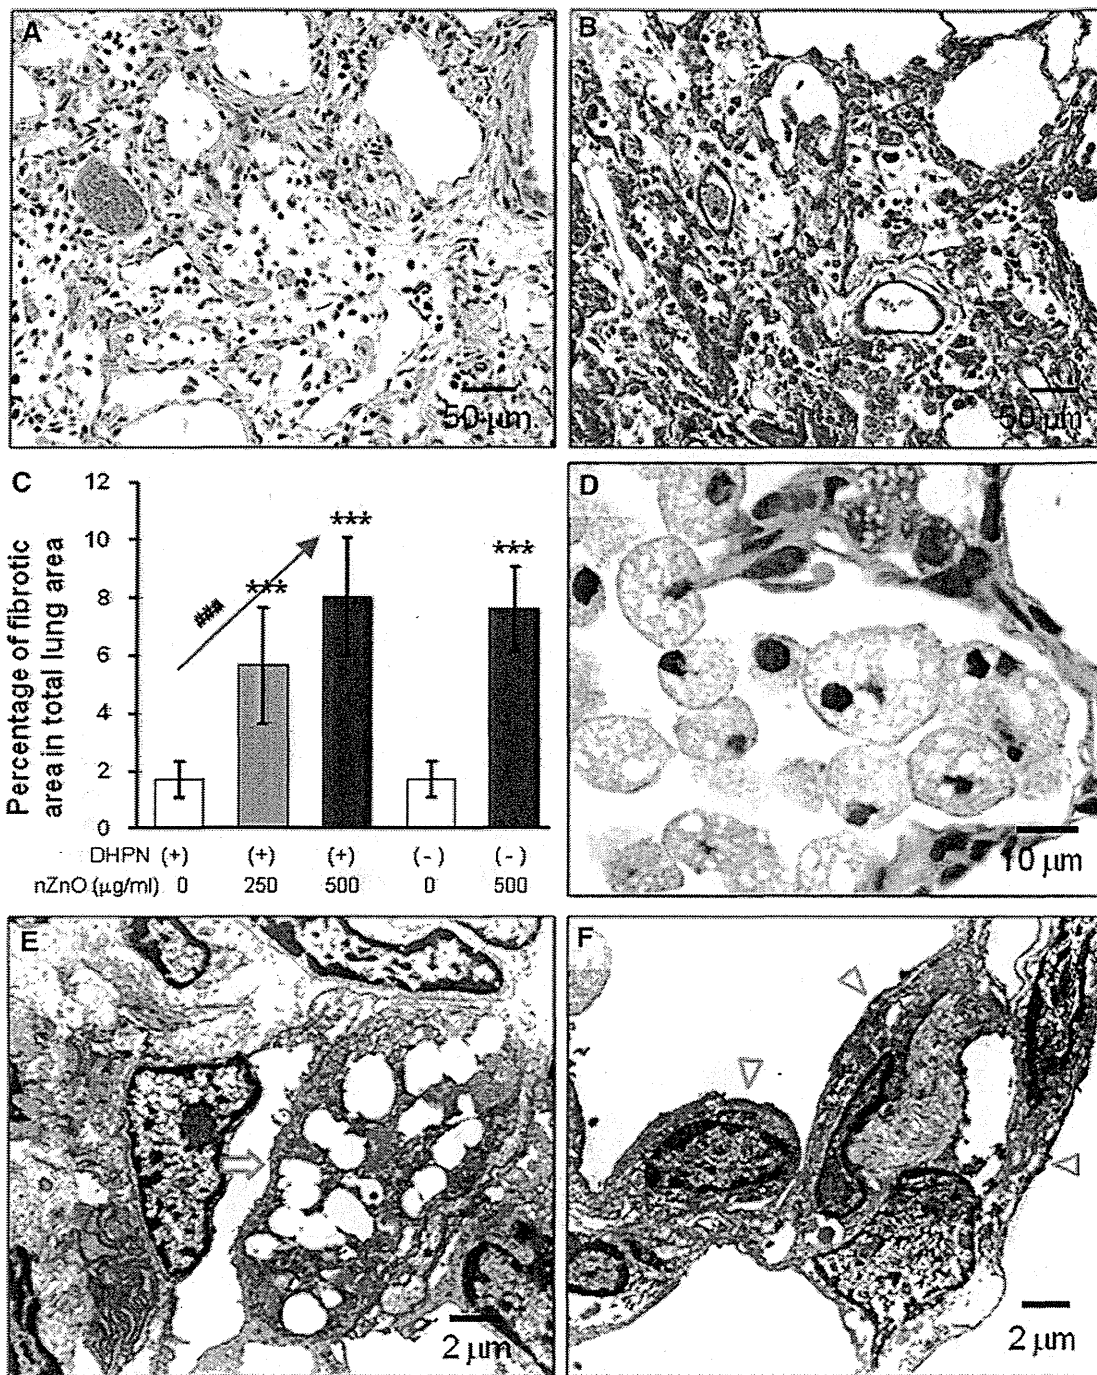 A
50 μm
B
50 μm
C
Percentage of fibrotic
area in total lung area
12
10
8
6
4
2
0
***
***
***
###
DHPN (+) (+) (+) (-) (-)
nZnO (μg/ml) 0 250 500 0 500
D
10 μm
E
2 μm
F
2 μm